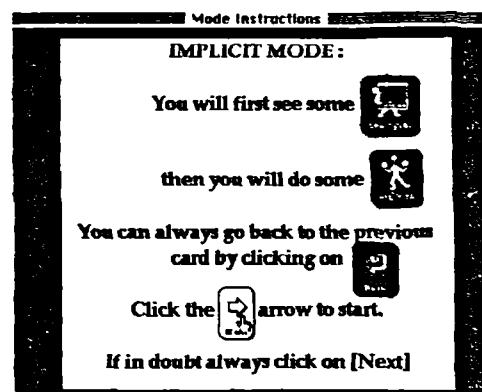 Mode Instructions
IMPLICIT MODE:
You will first see some
then you will do some
You can always go back to the previous
card by clicking on
Click the arrow to start.
If in doubt always click on [Next]